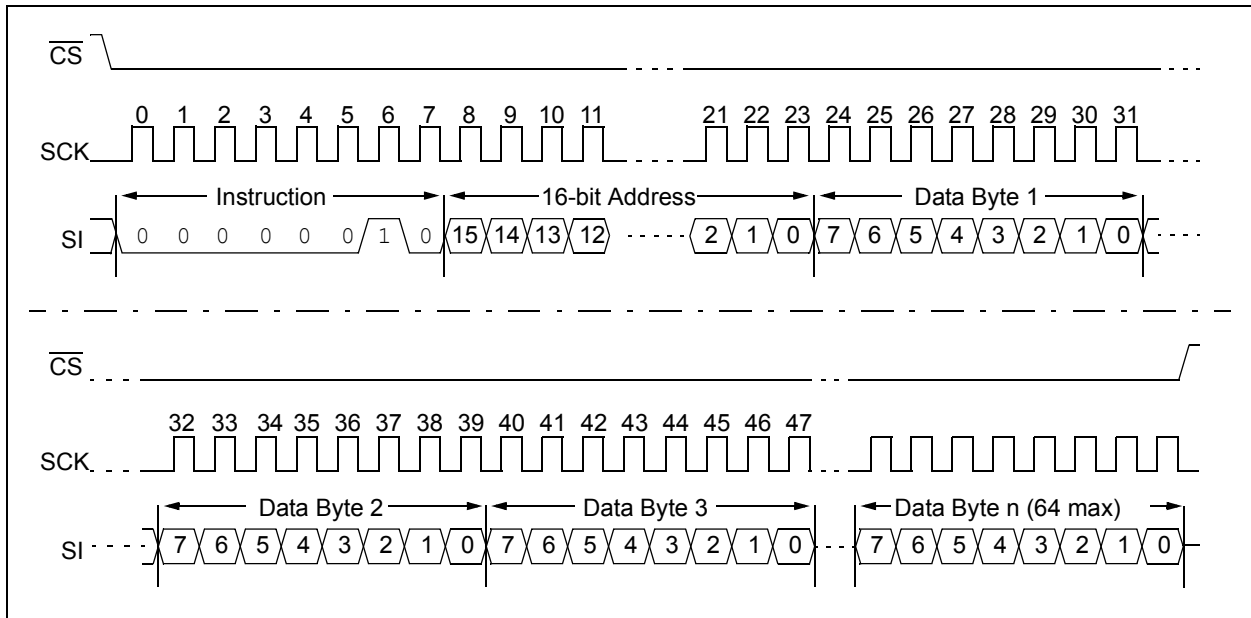 CS
0 1 2 3 4 5 6 7 8 9 10 11 21 22 23 24 25 26 27 28 29 30 31
SCK
Instruction 16-bit Address Data Byte 1
SI 0 0 0 0 0 0 1 0 15 14 13 12 2 1 0 7 6 5 4 3 2 1 0
CS
32 33 34 35 36 37 38 39 40 41 42 43 44 45 46 47
SCK
Data Byte 2 Data Byte 3 Data Byte n (64 max)
SI 7 6 5 4 3 2 1 0 7 6 5 4 3 2 1 0 7 6 5 4 3 2 1 0